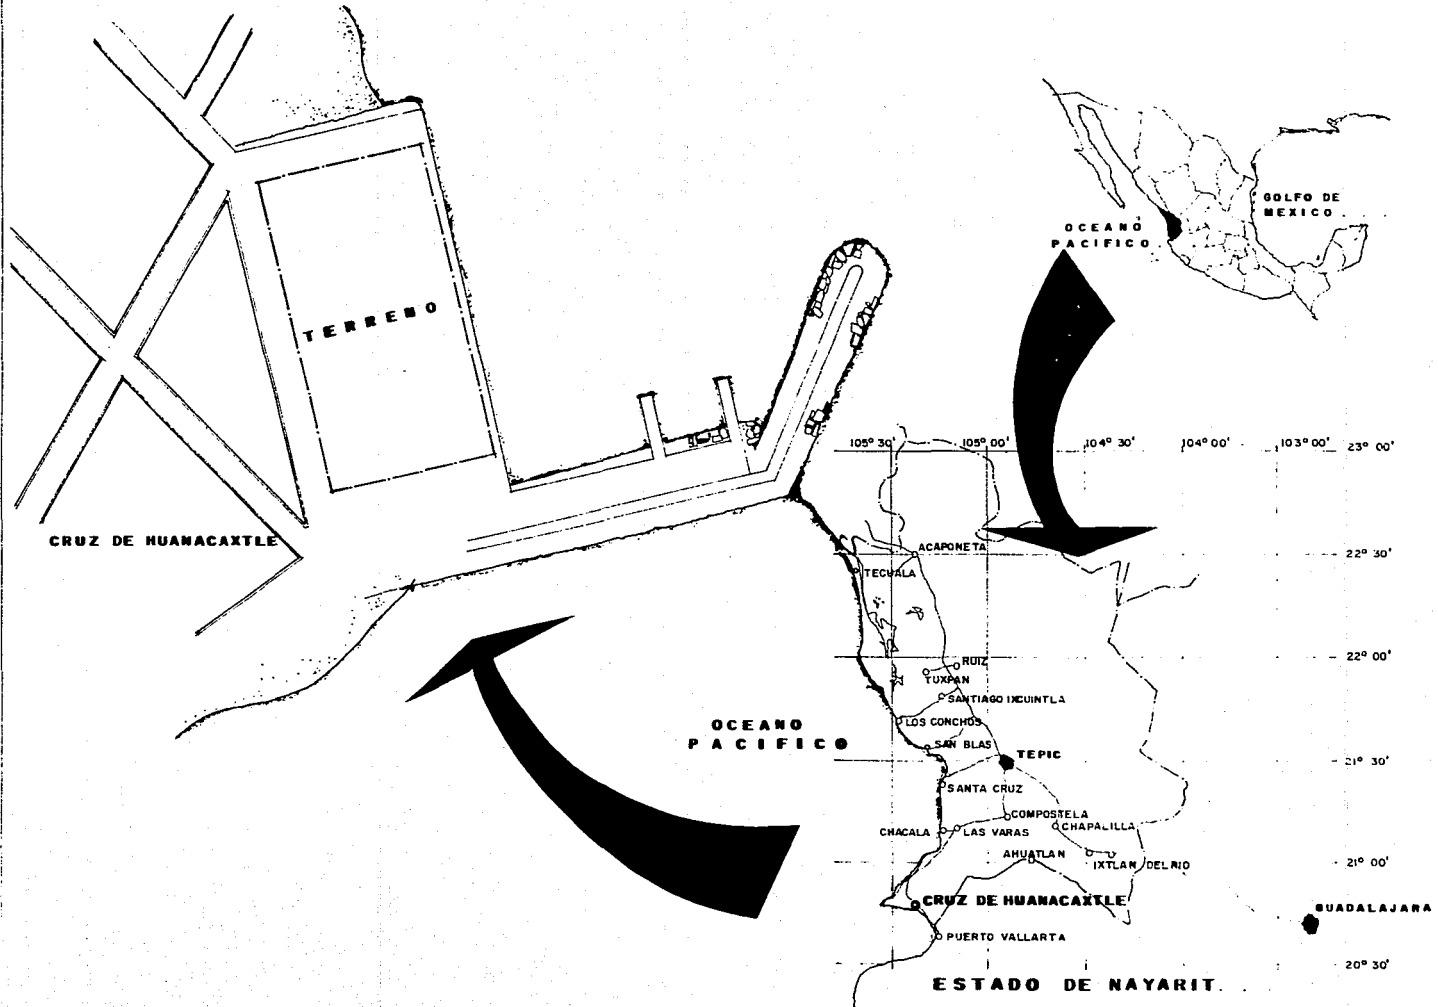 GOLFO DE
MEXICO
OCEANO
PACIFICO
TERRENO
105° 30'
105° 00'
104° 30'
104° 00'
103° 00'
23° 00'
CRUZ DE HUANACAXTLE
ACAPONETA
22° 30'
TECUALA
22° 00'
RUIZ
TUXPAN
SANTIAGO IXCUINTLA
LOS CONCHOS
OCEANO
PACIFICO
SAN BLAS
TEPIC
21° 30'
SANTA CRUZ
COMPOSTELA
CHACALA
LAS VARAS
CHAPALILLA
AHUATLAN
21° 00'
IXTLAN DEL RIO
CRUZ DE HUANACAXTLE
GUADALAJARA
PUERTO VALLARTA
20° 30'
ESTADO DE NAYARIT.